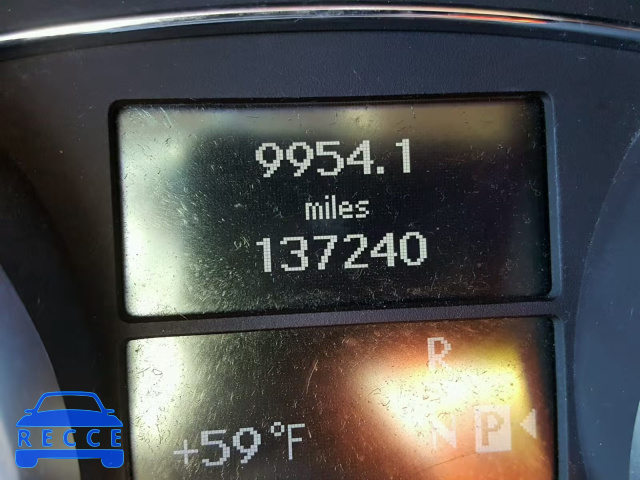 9954.1
miles
137240
R
+59°F N P
RECCE